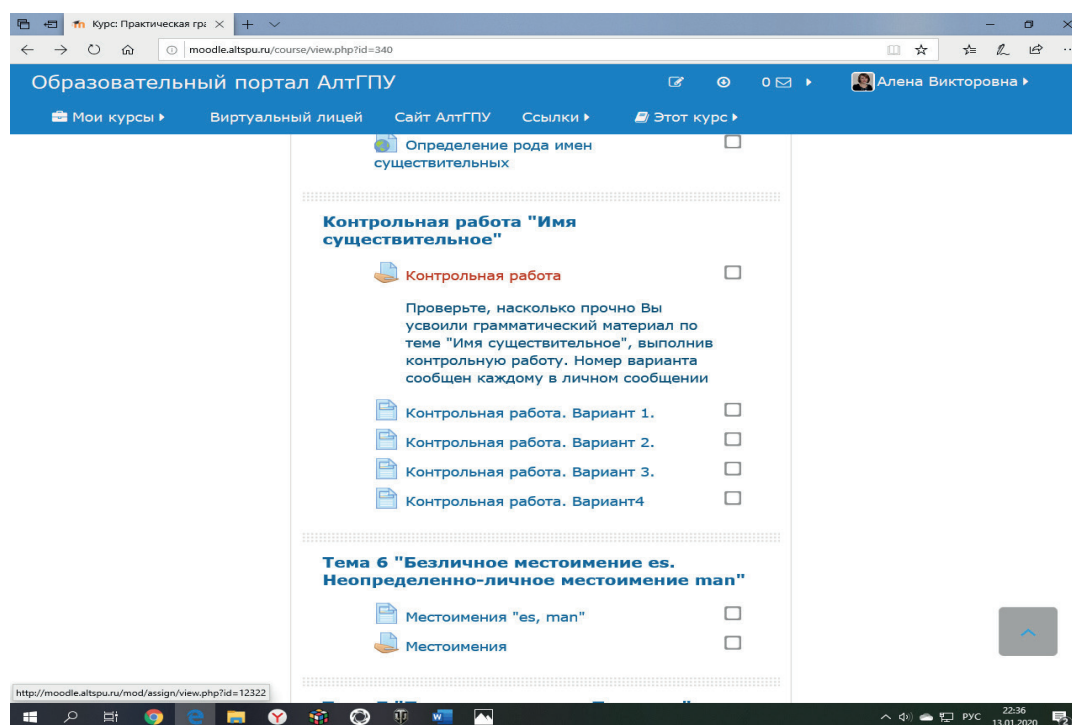 Курс: Практическая гра
moodle.altspu.ru/course/view.php?id=340
Образовательный портал АлтГПУ
0
Алена Викторовна
Мои курсы
Виртуальный лицей
Сайт АлтГПУ
Ссылки
Этот курс
Определение рода имен
существительных
Контрольная работа "Имя
существительное"
Контрольная работа
Проверьте, насколько прочно Вы
усвоили грамматический материал по
теме "Имя существительное", выполнив
контрольную работу. Номер варианта
сообщен каждому в личном сообщении
Контрольная работа. Вариант 1.
Контрольная работа. Вариант 2.
Контрольная работа. Вариант 3.
Контрольная работа. Вариант4
Тема 6 "Безличное местоимение es.
Неопределенно-личное местоимение man"
Местоимения "es, man"
Местоимения
http://moodle.altspu.ru/mod/assign/view.php?id=12322
РУС
22:36
13.01.2020